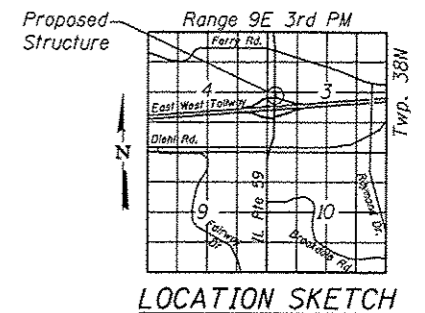 Proposed Structure
Range 9E 3rd PM
Ferry Rd.
4
3
Twp. 38N
East West Tollway
Diehl Rd.
N
IL Rte 59
Raymond Dr.
9
10
Fairway Dr
Brookdale Rd.
LOCATION SKETCH